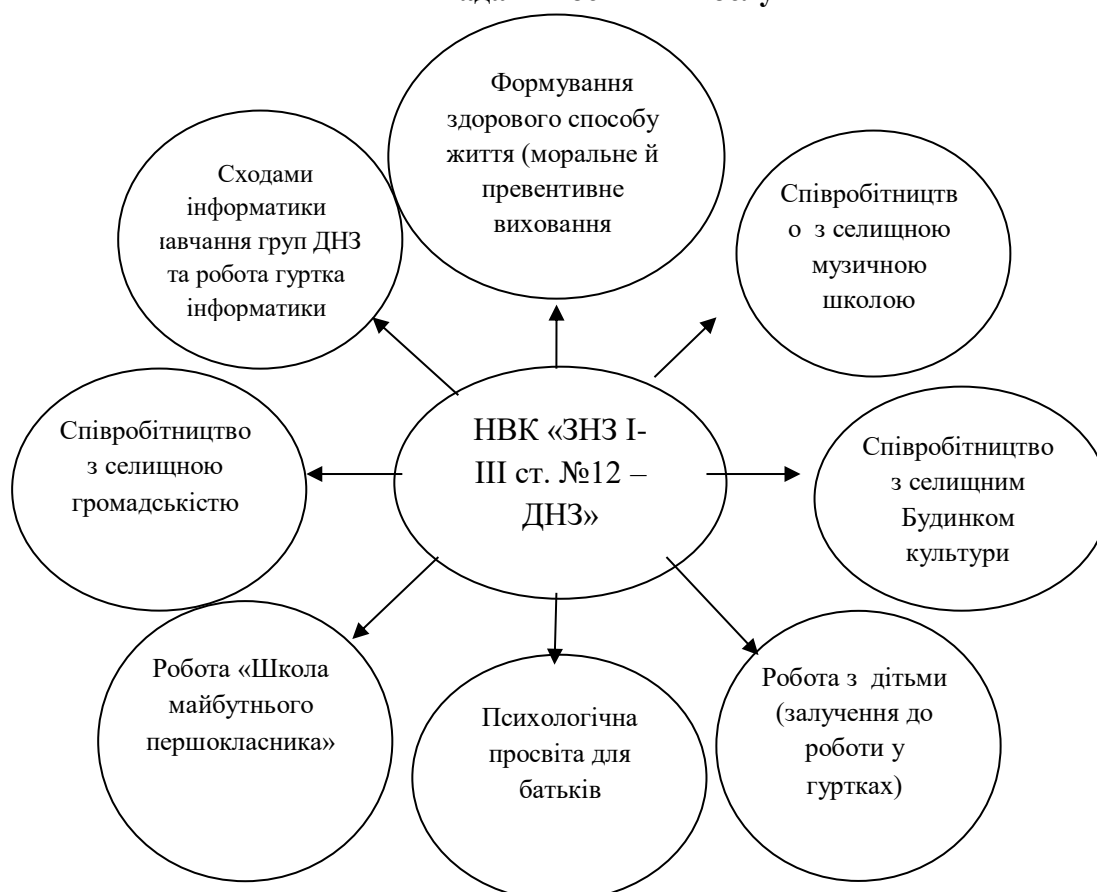 Формування
здорового способу
життя (моральне й
превентивне
виховання
Сходами
інформатики
навчання груп ДНЗ
та робота гуртка
інформатики
Співробітництв
о з селищною
музичною
школою
Співробітництво
з селищною
громадськістю
НВК «ЗНЗ І-
ІІІ ст. №12 –
ДНЗ»
Співробітництво
з селищним
Будинком
культури
Робота «Школа
майбутнього
першокласника»
Психологічна
просвіта для
батьків
Робота з дітьми
(залучення до
роботи у
гуртках)